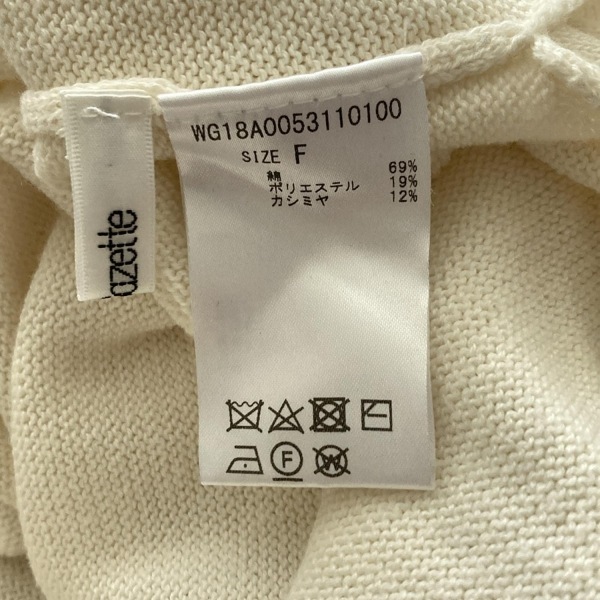 azette
WG18A0053110100
SIZE F
綿 69%
ポリエステル 19%
カシミヤ 12%
F
W